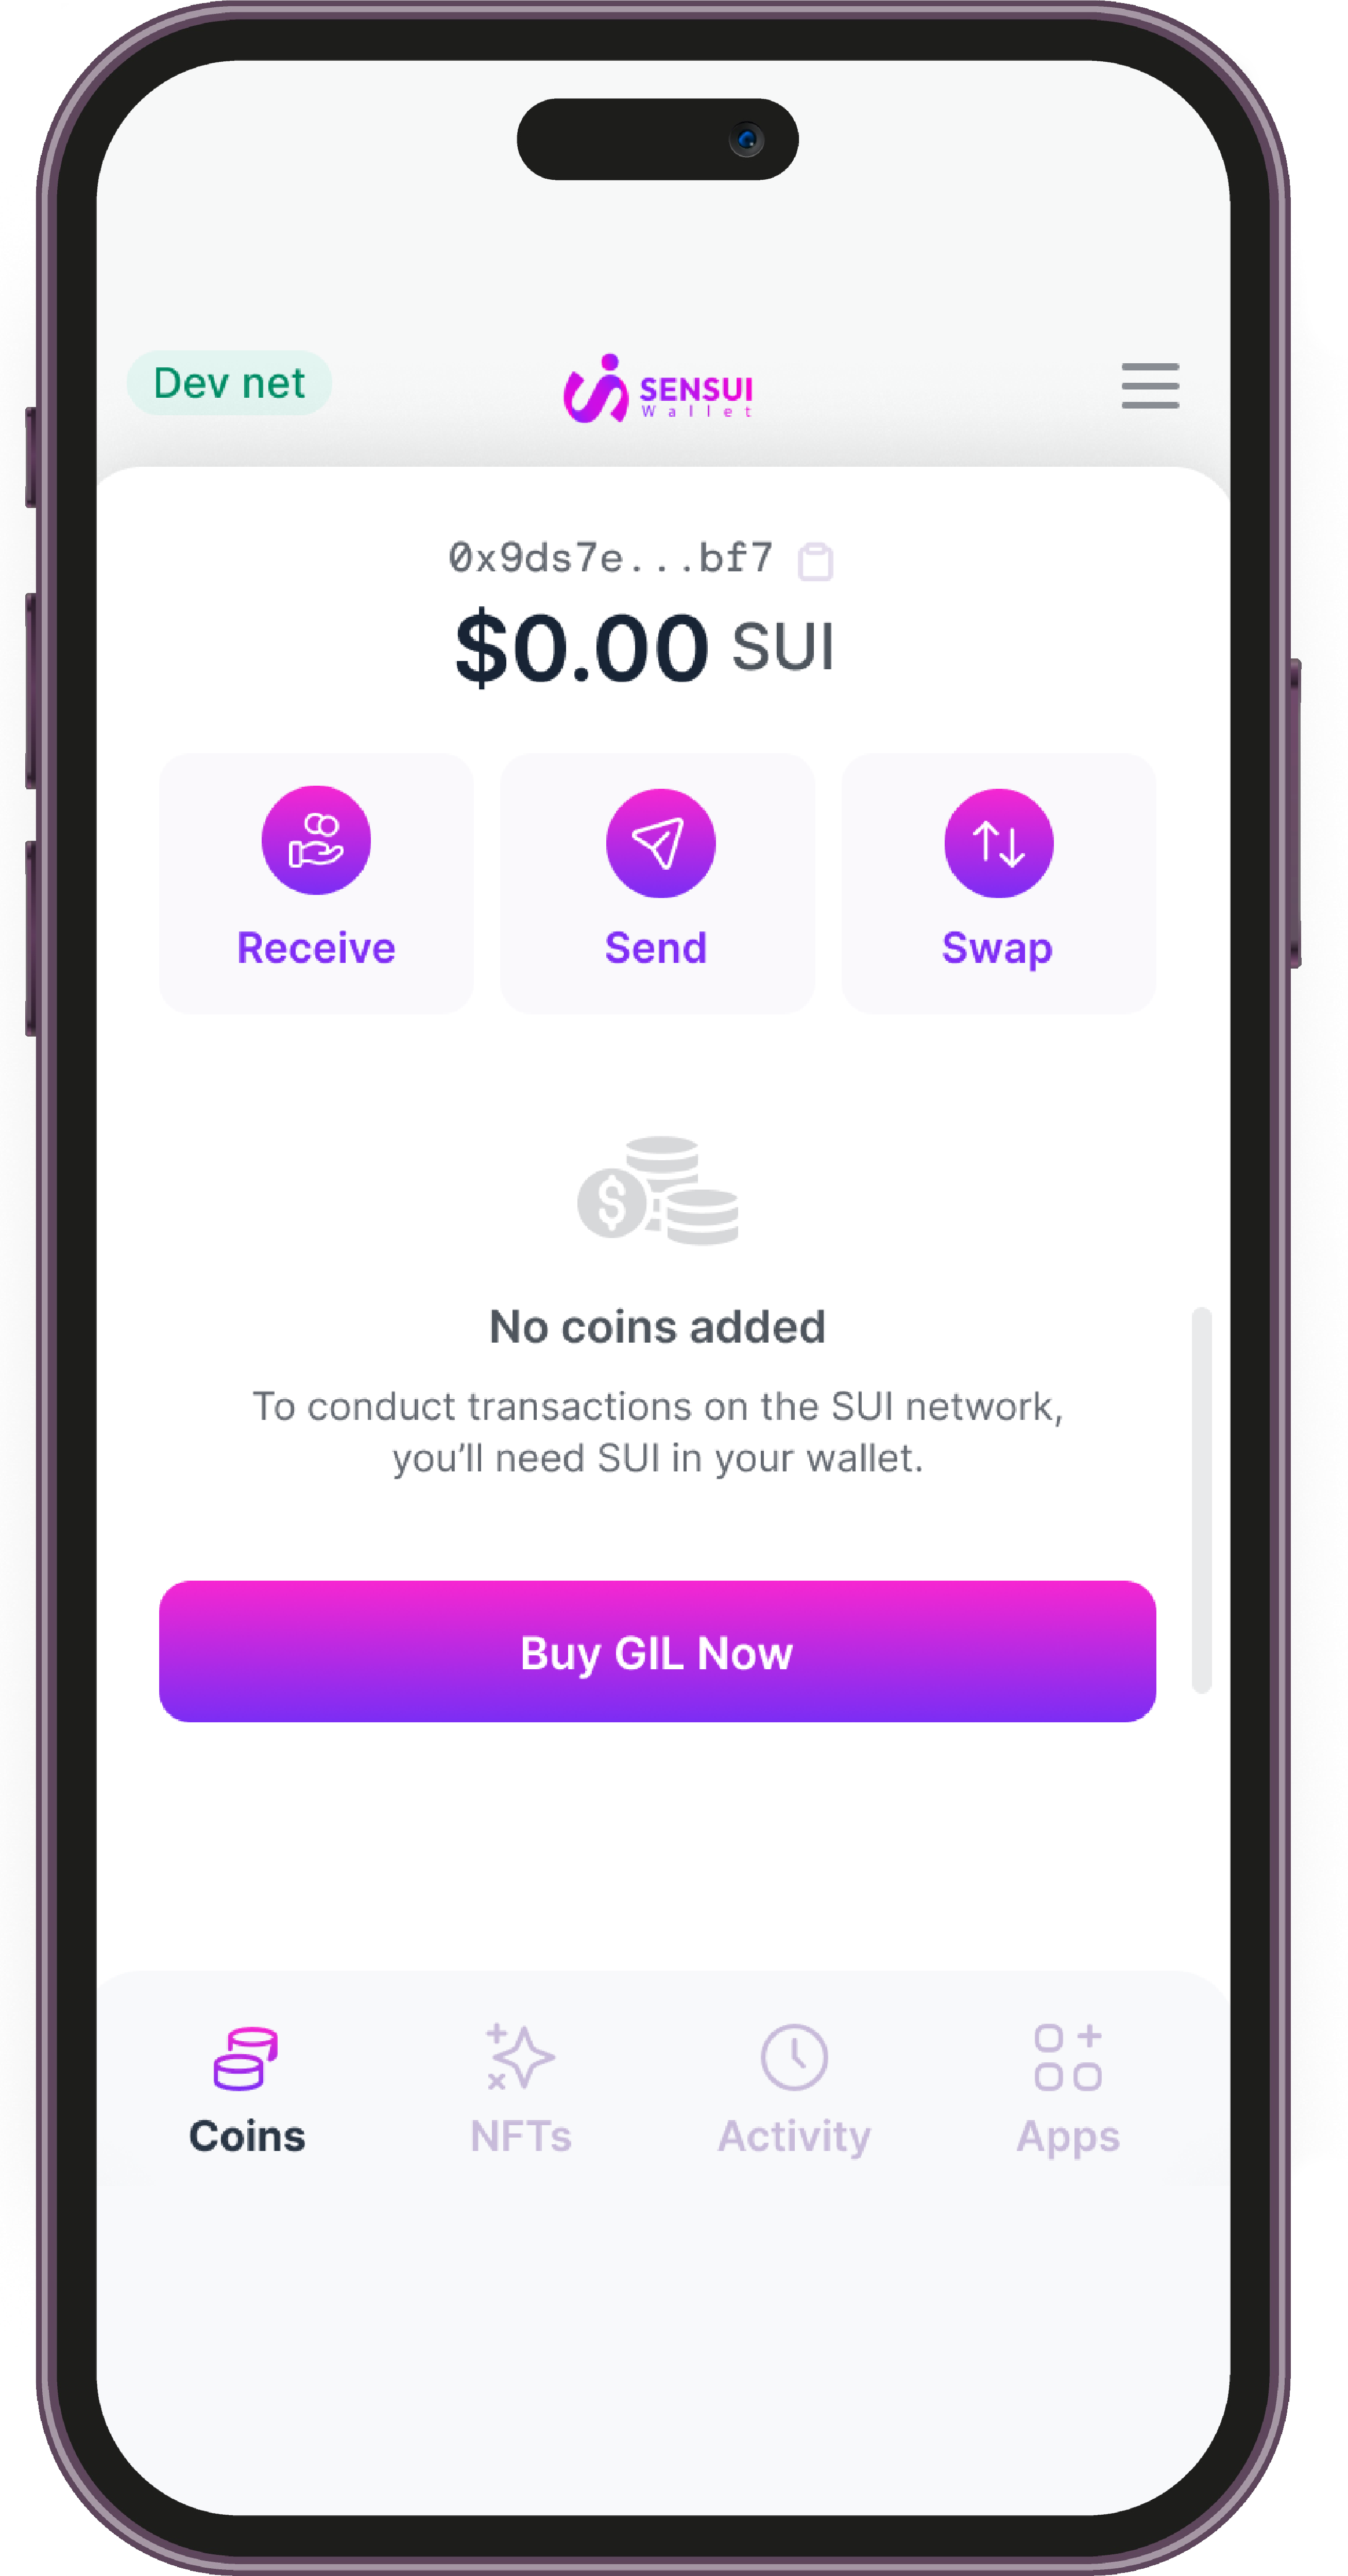 Dev net
SENSUI
Wallet
0x9ds7e...bf7
$0.00 SUI
Receive
Send
Swap
No coins added
To conduct transactions on the SUI network,
you’ll need SUI in your wallet.
Buy GIL Now
Coins
NFTs
Activity
Apps